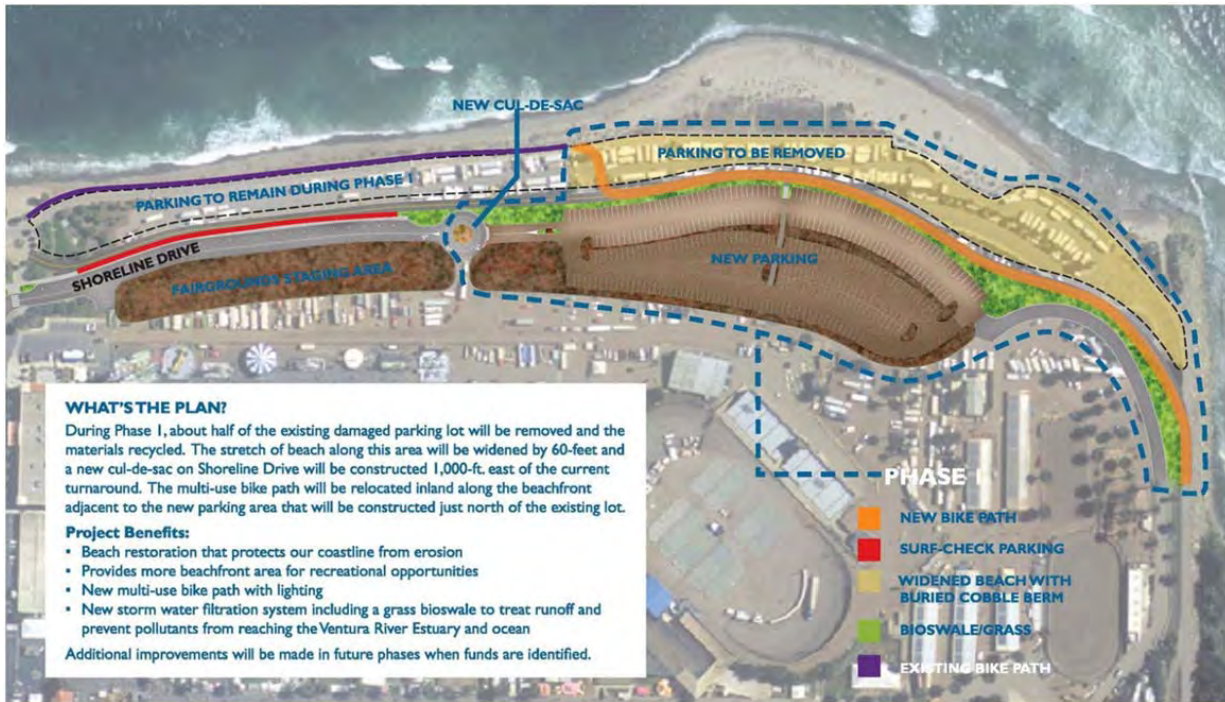 NEW CUL-DE-SAC
PARKING TO BE REMOVED
PARKING TO REMAIN DURING PHASE 1
SHORELINE DRIVE
FAIRGROUNDS STAGING AREA
NEW PARKING
WHAT'S THE PLAN?
During Phase 1, about half of the existing damaged parking lot will be removed and the
materials recycled. The stretch of beach along this area will be widened by 60-feet and
a new cul-de-sac on Shoreline Drive will be constructed 1,000-ft. east of the current
turnaround. The multi-use bike path will be relocated inland along the beachfront
adjacent to the new parking area that will be constructed just north of the existing lot.
Project Benefits:
• Beach restoration that protects our coastline from erosion
• Provides more beachfront area for recreational opportunities
• New multi-use bike path with lighting
• New storm water filtration system including a grass bioswale to treat runoff and
prevent pollutants from reaching the Ventura River Estuary and ocean
Additional improvements will be made in future phases when funds are identified.
PHASE 1
NEW BIKE PATH
SURF-CHECK PARKING
WIDENED BEACH WITH
BURIED COBBLE BERM
BIOSWALE/GRASS
EXISTING BIKE PATH